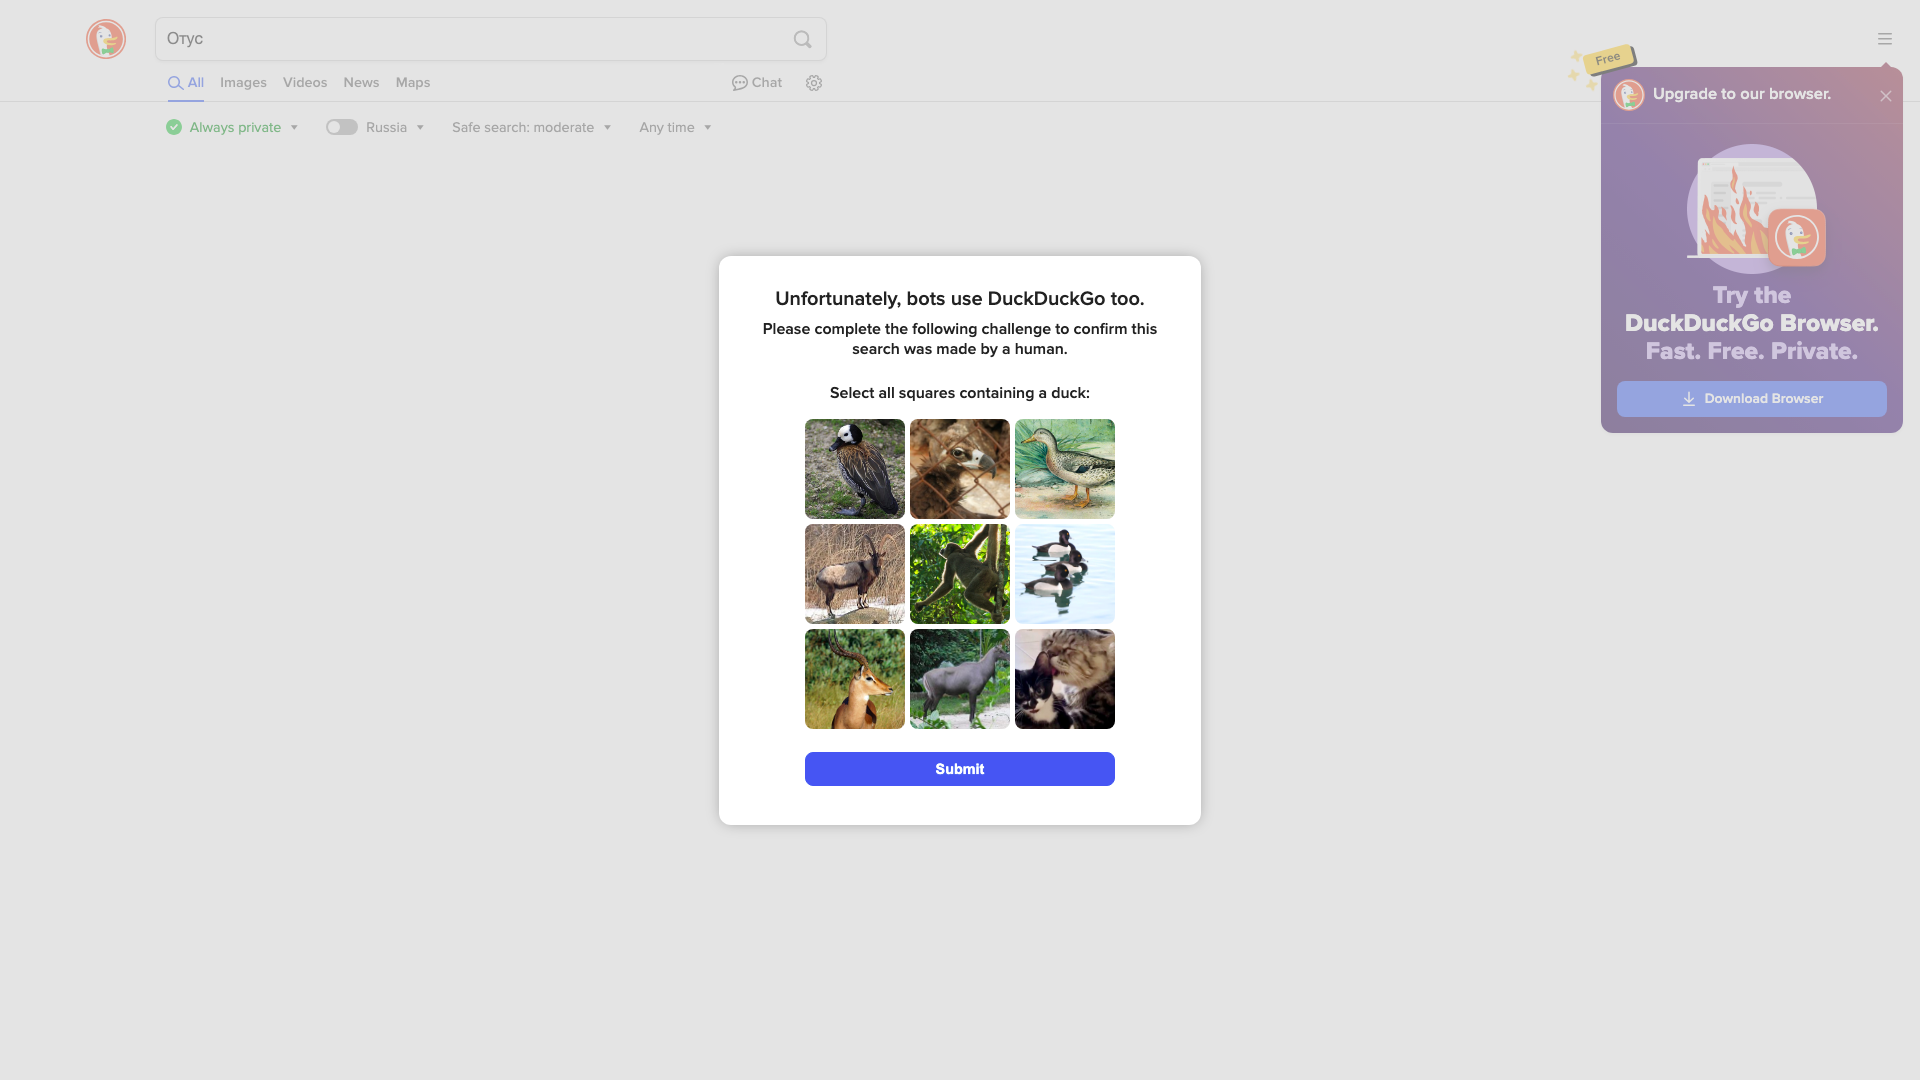 Отус
All
Images
Videos
News
Maps
Chat
Always private
Russia
Safe search: moderate
Any time
Free
Upgrade to our browser.
Try the
DuckDuckGo Browser.
Fast. Free. Private.
Download Browser
Unfortunately, bots use DuckDuckGo too.
Please complete the following challenge to confirm this
search was made by a human.
Select all squares containing a duck:
Submit